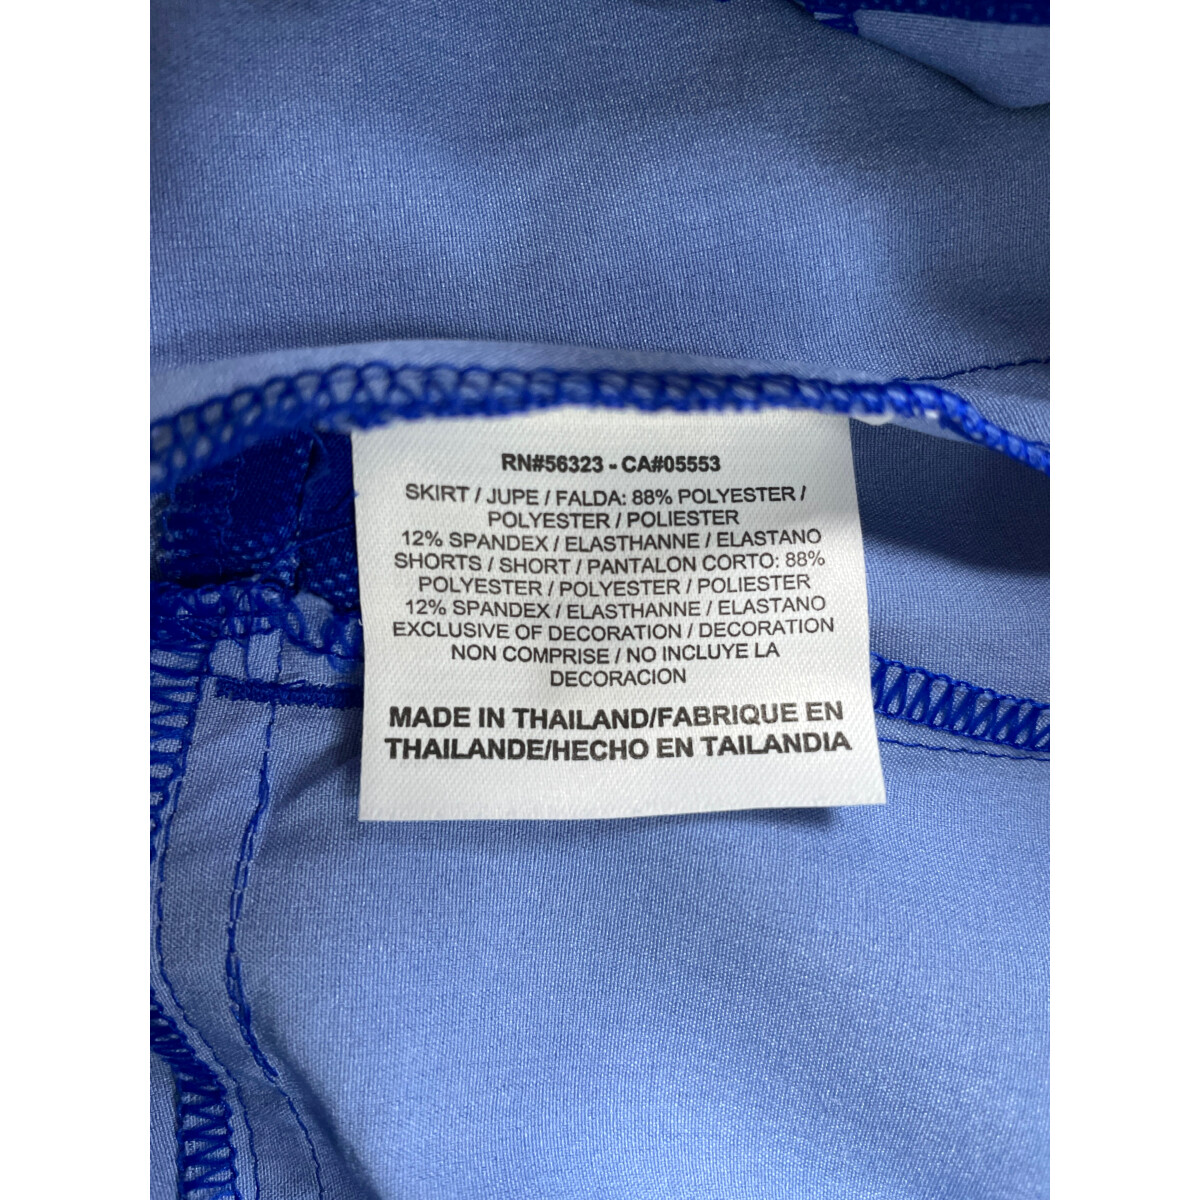 RN#56323 - CA#05553
SKIRT / JUPE / FALDA: 88% POLYESTER /
POLYESTER / POLIESTER
12% SPANDEX / ELASTHANNE / ELASTANO
SHORTS / SHORT / PANTALON CORTO: 88%
POLYESTER / POLYESTER / POLIESTER
12% SPANDEX / ELASTHANNE / ELASTANO
EXCLUSIVE OF DECORATION / DECORATION
NON COMPRISE / NO INCLUYE LA
DECORACION
MADE IN THAILAND/FABRIQUE EN
THAILANDE/HECHO EN TAILANDIA